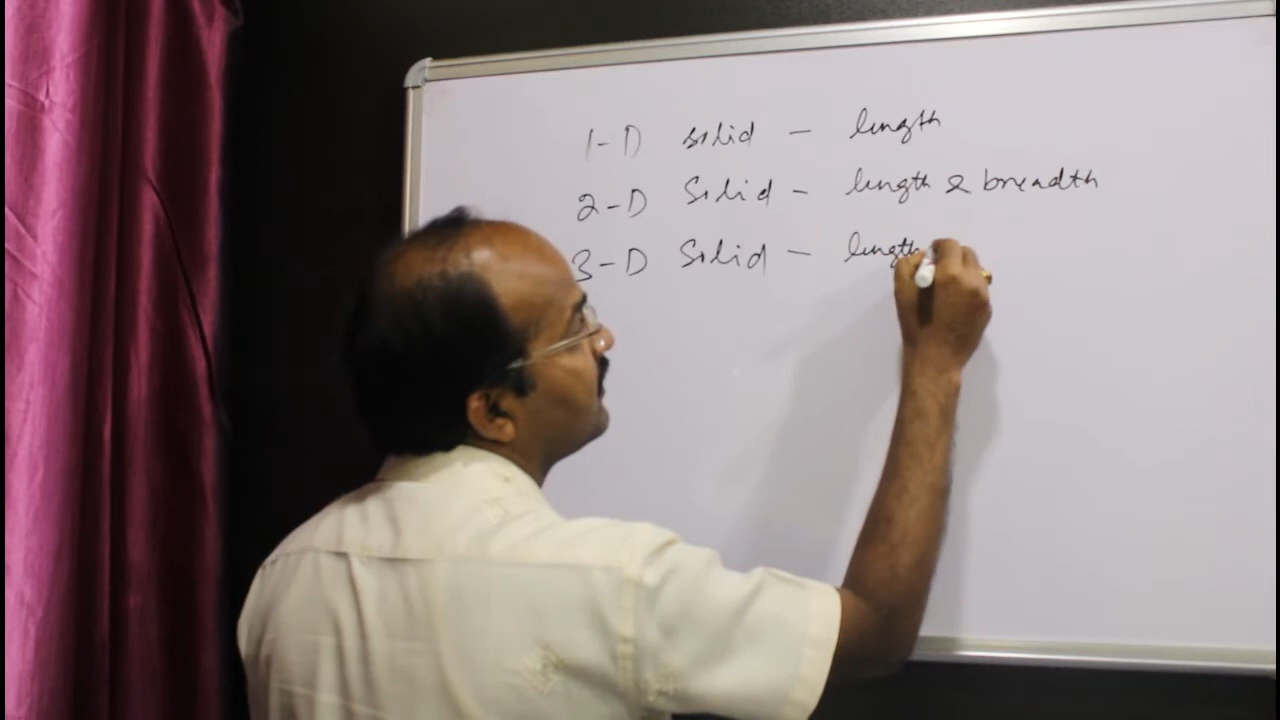 1-D solid - length
2-D Solid - length & breadth
3-D Solid - length